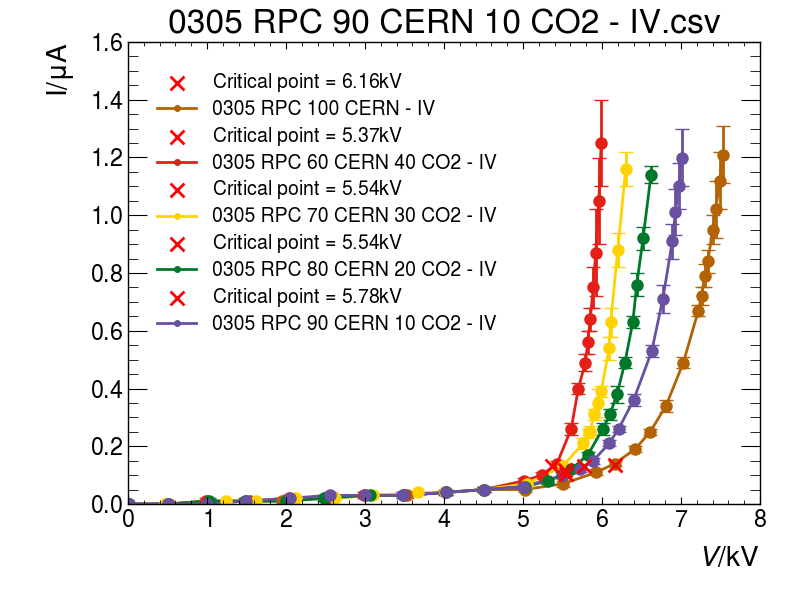 0305 RPC 90 CERN 10 CO2 - IV.csv
I/μA
1.6
1.4
1.2
1.0
0.8
0.6
0.4
0.2
0.0
Critical point = 6.16kV
0305 RPC 100 CERN - IV
Critical point = 5.37kV
0305 RPC 60 CERN 40 CO2 - IV
Critical point = 5.54kV
0305 RPC 70 CERN 30 CO2 - IV
Critical point = 5.54kV
0305 RPC 80 CERN 20 CO2 - IV
Critical point = 5.78kV
0305 RPC 90 CERN 10 CO2 - IV
0 1 2 3 4 5 6 7 8
V/kV